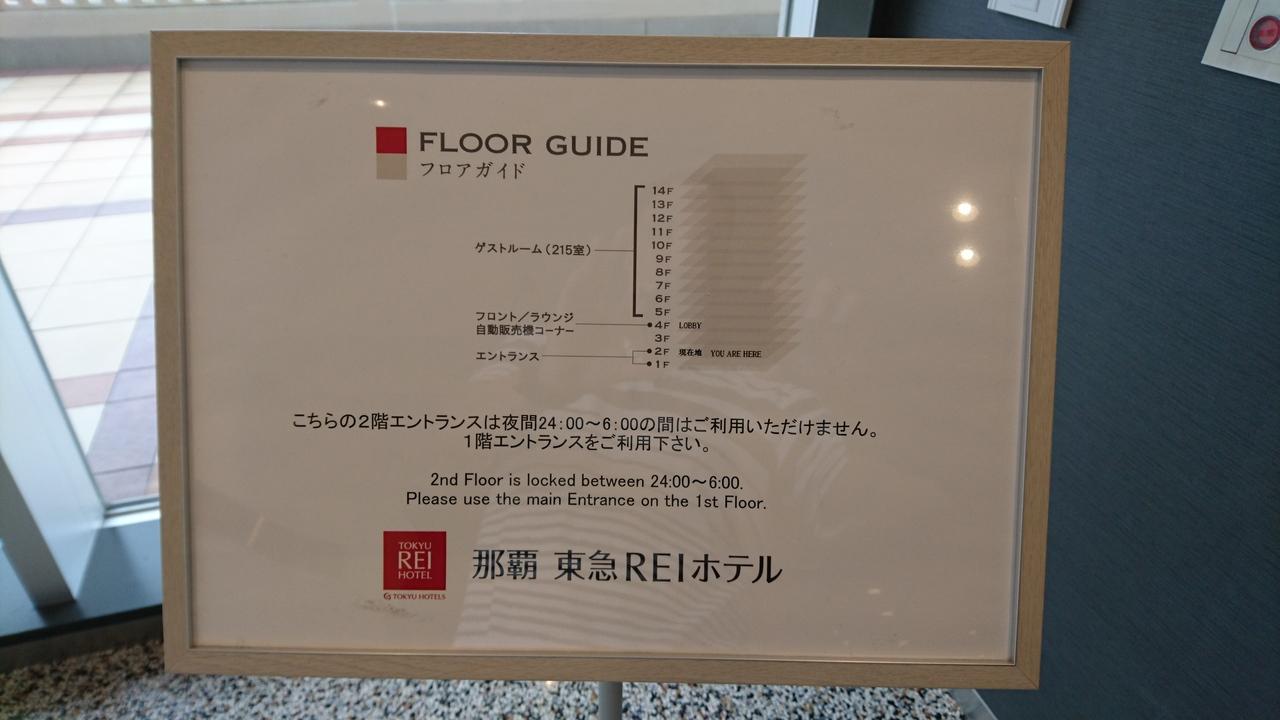 FLOOR GUIDE
フロアガイド
14F
13F
12F
11F
10F
ゲストルーム（215室）
9F
8F
7F
6F
5F
フロント／ラウンジ
自動販売機コーナー
4F LOBBY
3F
エントランス
2F 現在地 YOU ARE HERE
1F
こちらの２階エントランスは夜間24：00～6：00の間はご利用いただけません。
１階エントランスをご利用下さい。
2nd Floor is locked between 24:00～6:00.
Please use the main Entrance on the 1st Floor.
TOKYU
REI
HOTEL
TOKYU HOTELS
那覇 東急REIホテル